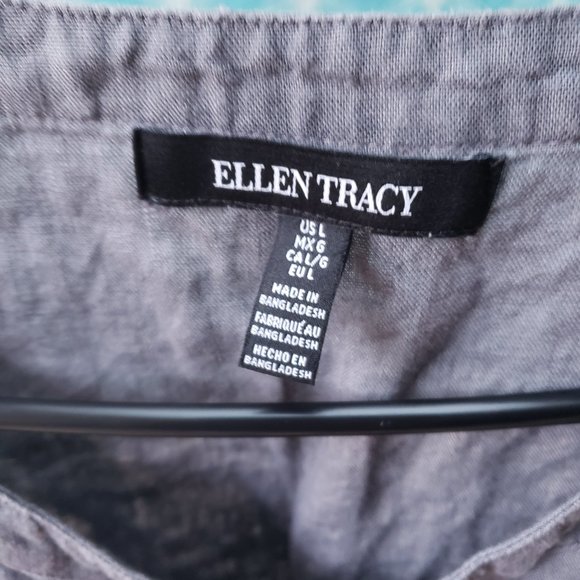 ELLEN TRACY
US L
MX G
CA L/G
EU L
MADE IN
BANGLADESH
FABRIQUÉ AU
BANGLADESH
HECHO EN
BANGLADESH